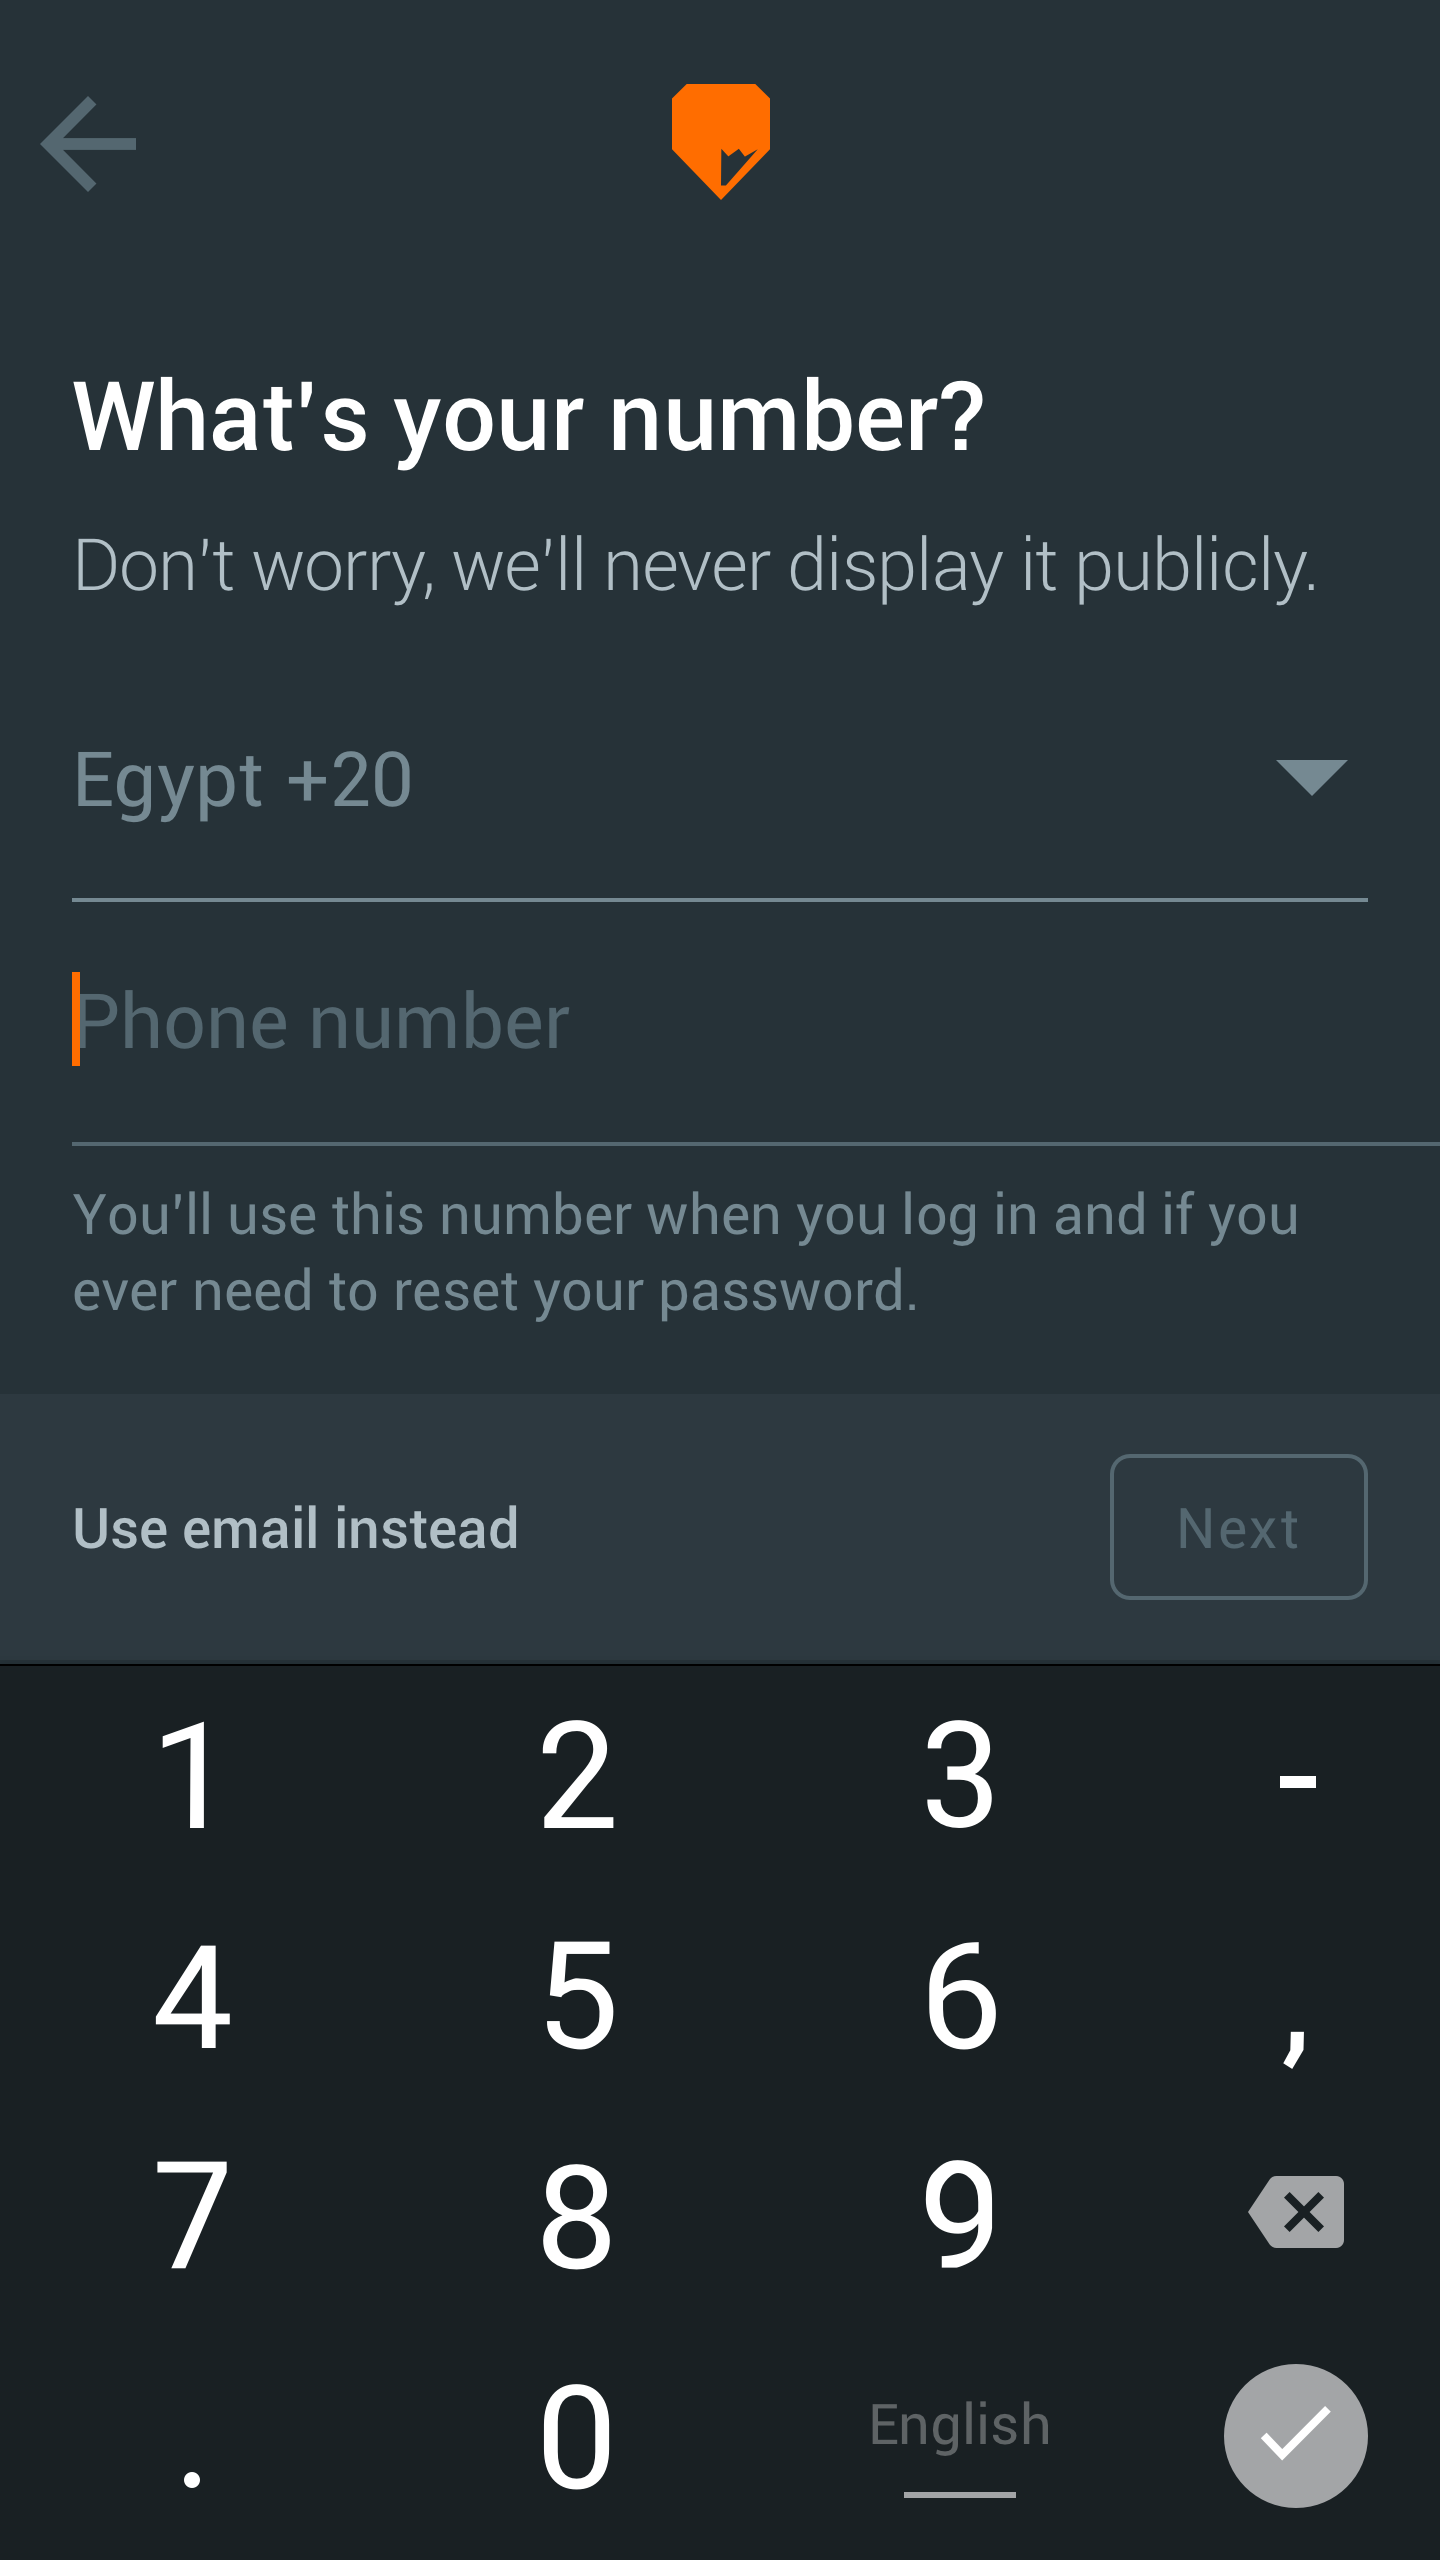 What's your number?
Don't worry, we'll never display it publicly.
Egypt +20
Phone number
You'll use this number when you log in and if you
ever need to reset your password.
Use email instead
Next
1 2 3 -
4 5 6 ,
7 8 9
. 0 English